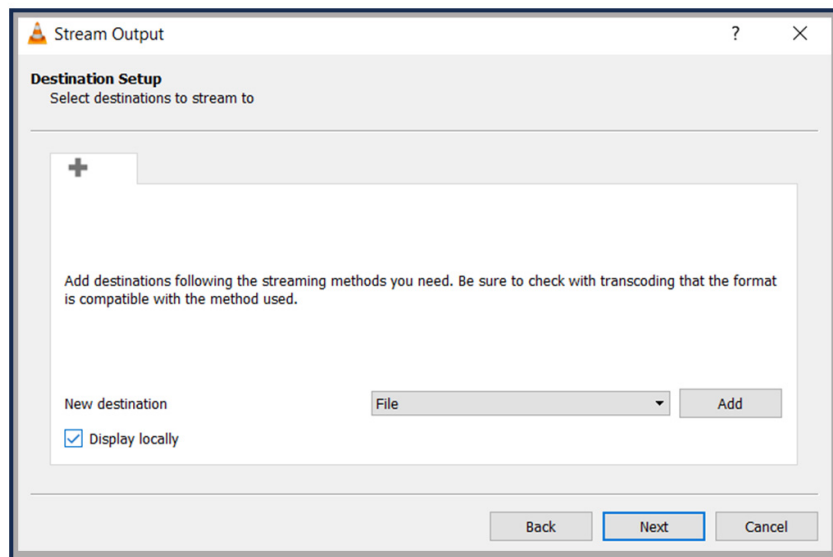 Stream Output
Destination Setup
Select destinations to stream to
Add destinations following the streaming methods you need. Be sure to check with transcoding that the format
is compatible with the method used.
New destination
File
Add
Display locally
Back
Next
Cancel